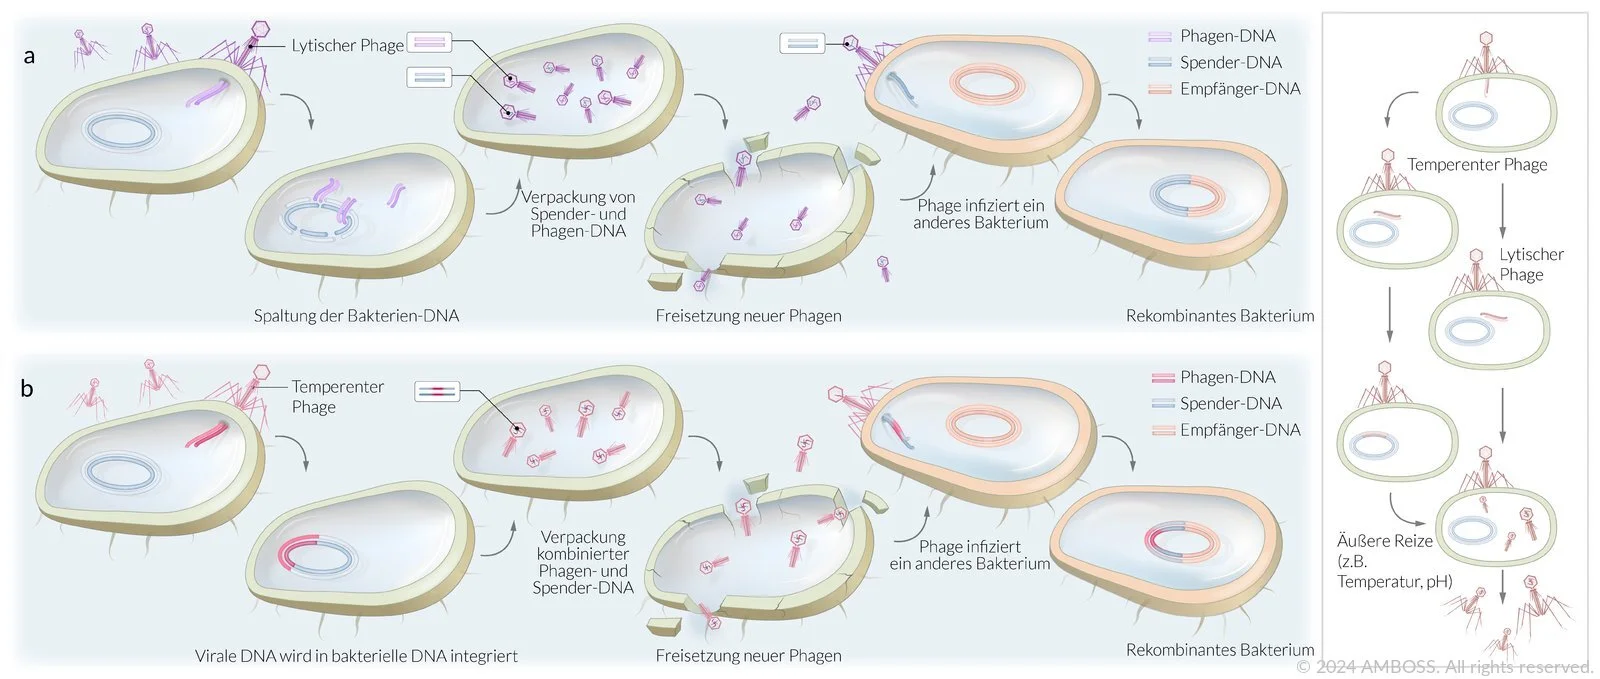 a
Lytischer Phage
Phagen-DNA
Spender-DNA
Empfänger-DNA
Verpackung von
Spender- und
Phagen-DNA
Phage infiziert ein
anderes Bakterium
Spaltung der Bakterien-DNA
Freisetzung neuer Phagen
Rekombinantes Bakterium
b
Temperenter
Phage
Phagen-DNA
Spender-DNA
Empfänger-DNA
Verpackung
kombinierter
Phagen- und
Spender-DNA
Phage infiziert
ein anderes Bakterium
Virale DNA wird in bakterielle DNA integriert
Freisetzung neuer Phagen
Rekombinantes Bakterium
Temperenter Phage
Lytischer
Phage
Äußere Reize
(z.B.
Temperatur, pH)
© 2024 AMBOSS. All rights reserved.